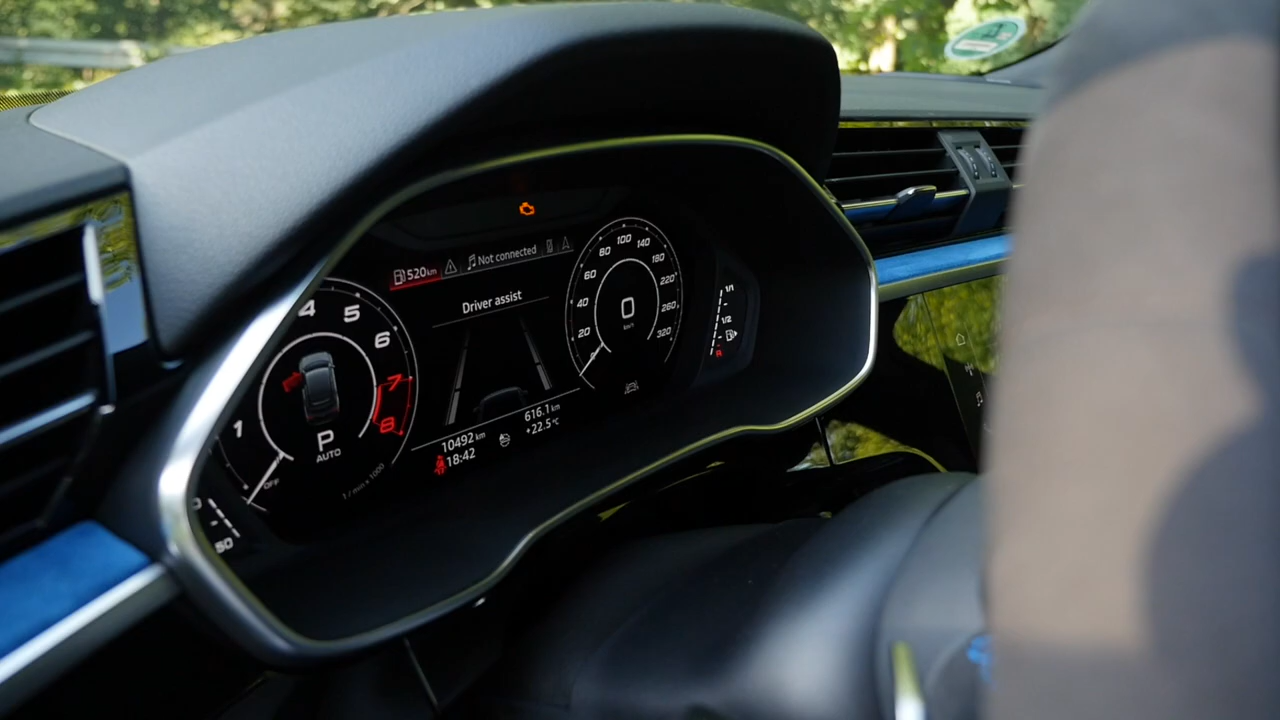 520km
Not connected
Driver assist
4
5
6
7
8
1
P
AUTO
OFF
1/min x 1000
50
20
40
60
80
100
140
180
220
260
320
0
km/h
1/1
1/2
R
616.1km
10492km
+22.5°C
18:42